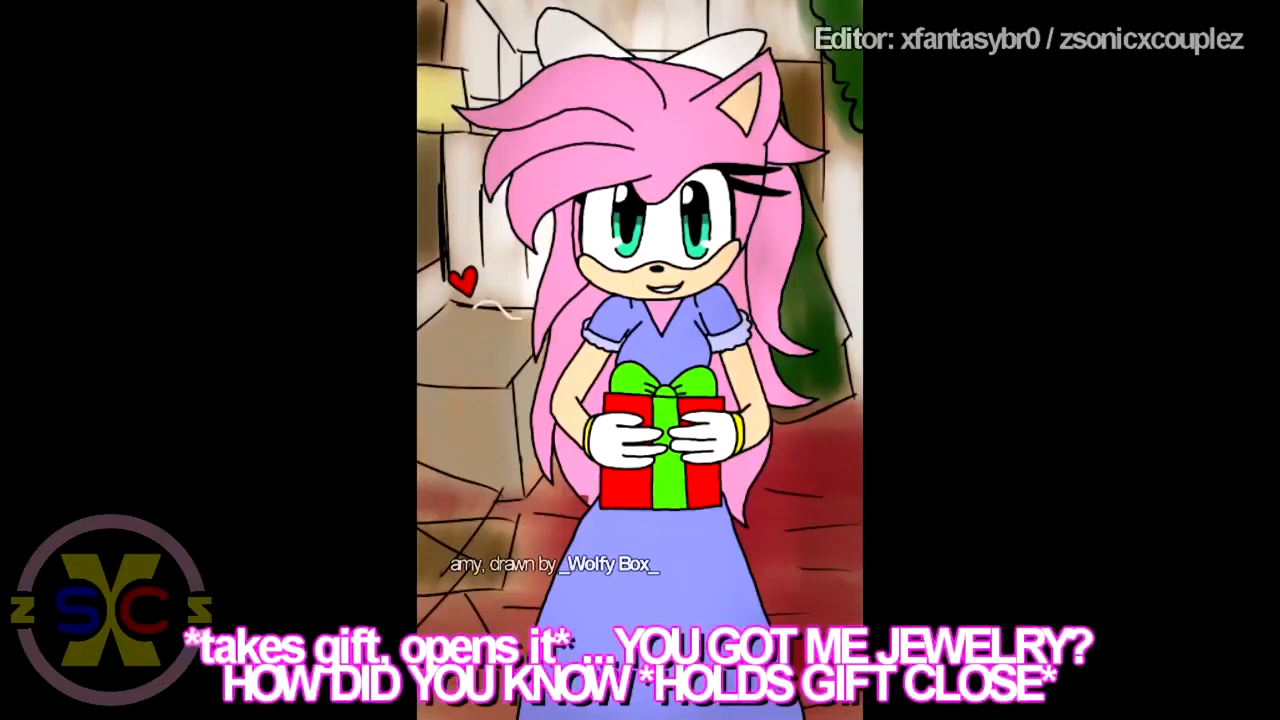 Editor: xfantasybr0 / zsonicxcouplez
amy, drawn by _Wolfy Box_
Z S X C Z
*takes gift, opens it* ...YOU GOT ME JEWELRY?
HOW DID YOU KNOW *HOLDS GIFT CLOSE*